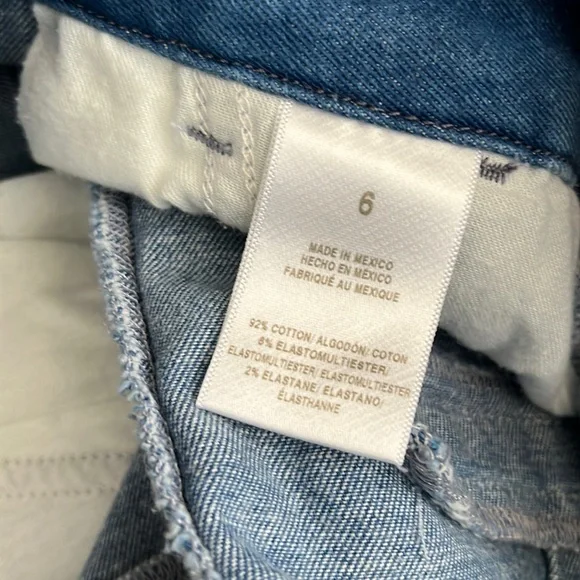 6
MADE IN MEXICO
HECHO EN MÉXICO
FABRIQUÉ AU MEXIQUE
92% COTTON/ ALGODÓN/ COTON
6% ELASTOMULTIESTER/
ELASTOMULTIESTER/ ELASTOMULTIESTER
2% ELASTANE/ ELASTANO/
ÉLASTHANNE